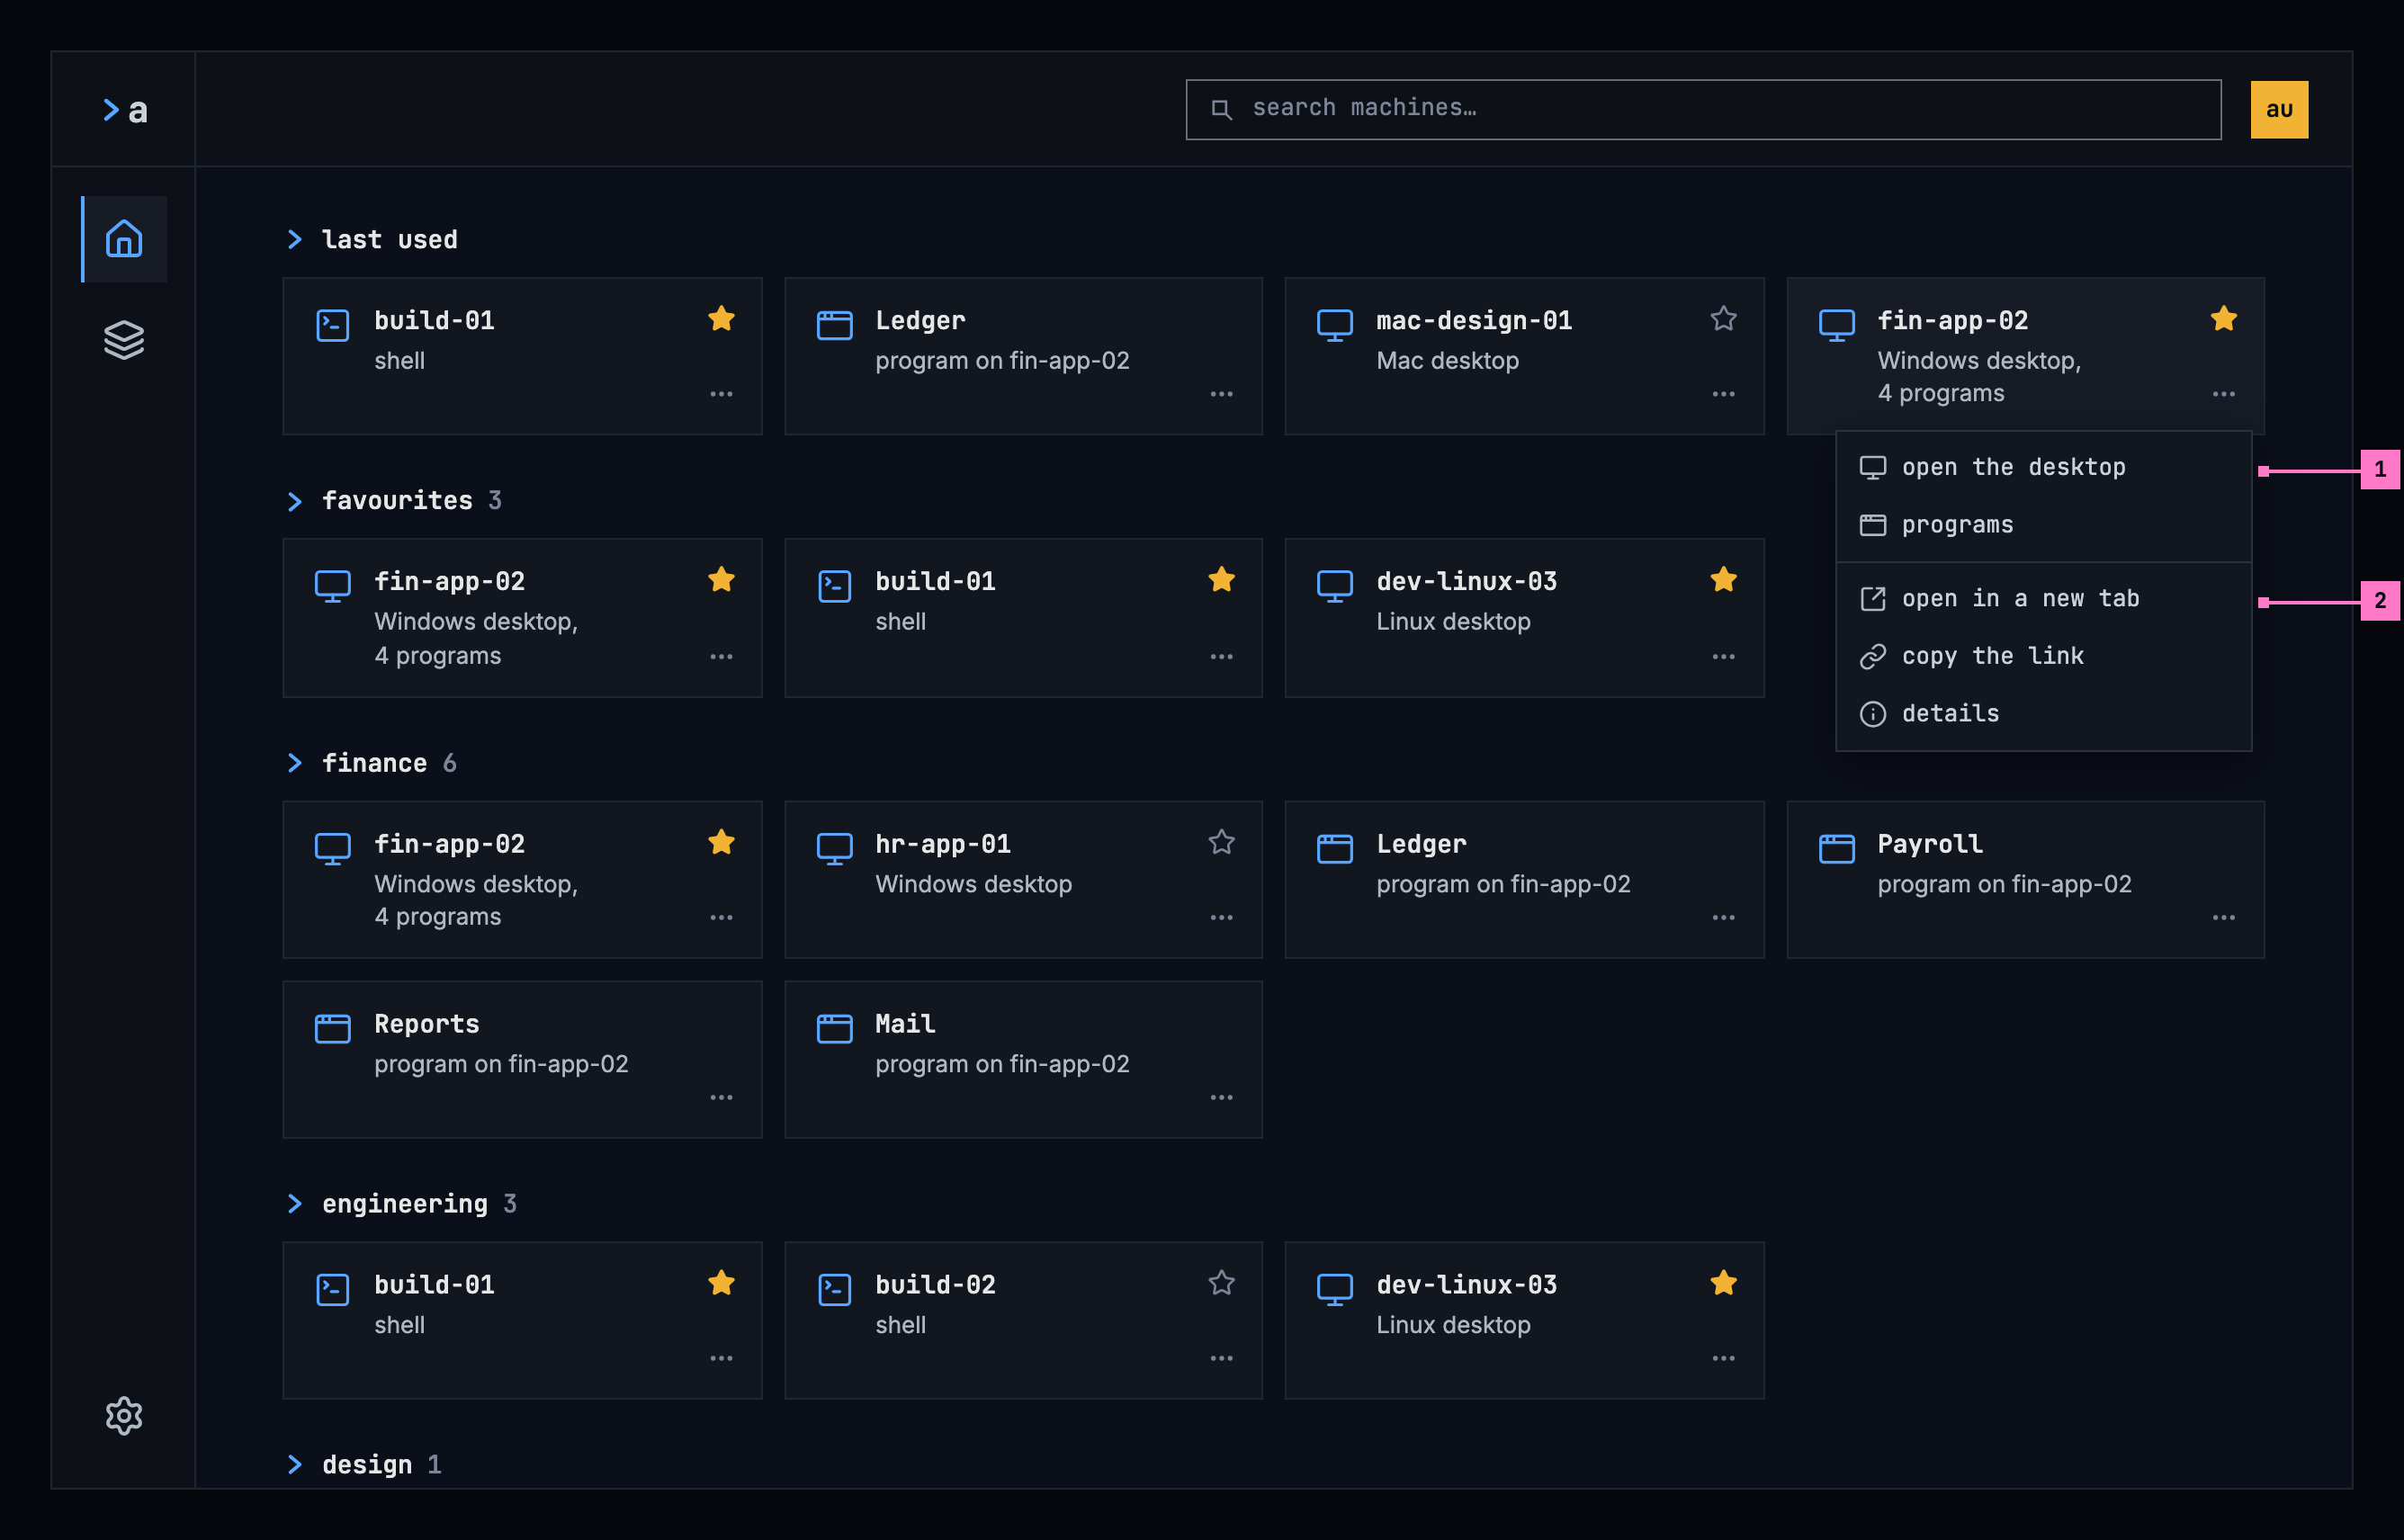 >a
search machines…
au
last used
build-01
shell
Ledger
program on fin-app-02
mac-design-01
Mac desktop
fin-app-02
Windows desktop,
4 programs
open the desktop
programs
open in a new tab
copy the link
details
1
2
favourites 3
fin-app-02
Windows desktop,
4 programs
build-01
shell
dev-linux-03
Linux desktop
finance 6
fin-app-02
Windows desktop,
4 programs
hr-app-01
Windows desktop
Ledger
program on fin-app-02
Payroll
program on fin-app-02
Reports
program on fin-app-02
Mail
program on fin-app-02
engineering 3
build-01
shell
build-02
shell
dev-linux-03
Linux desktop
design 1